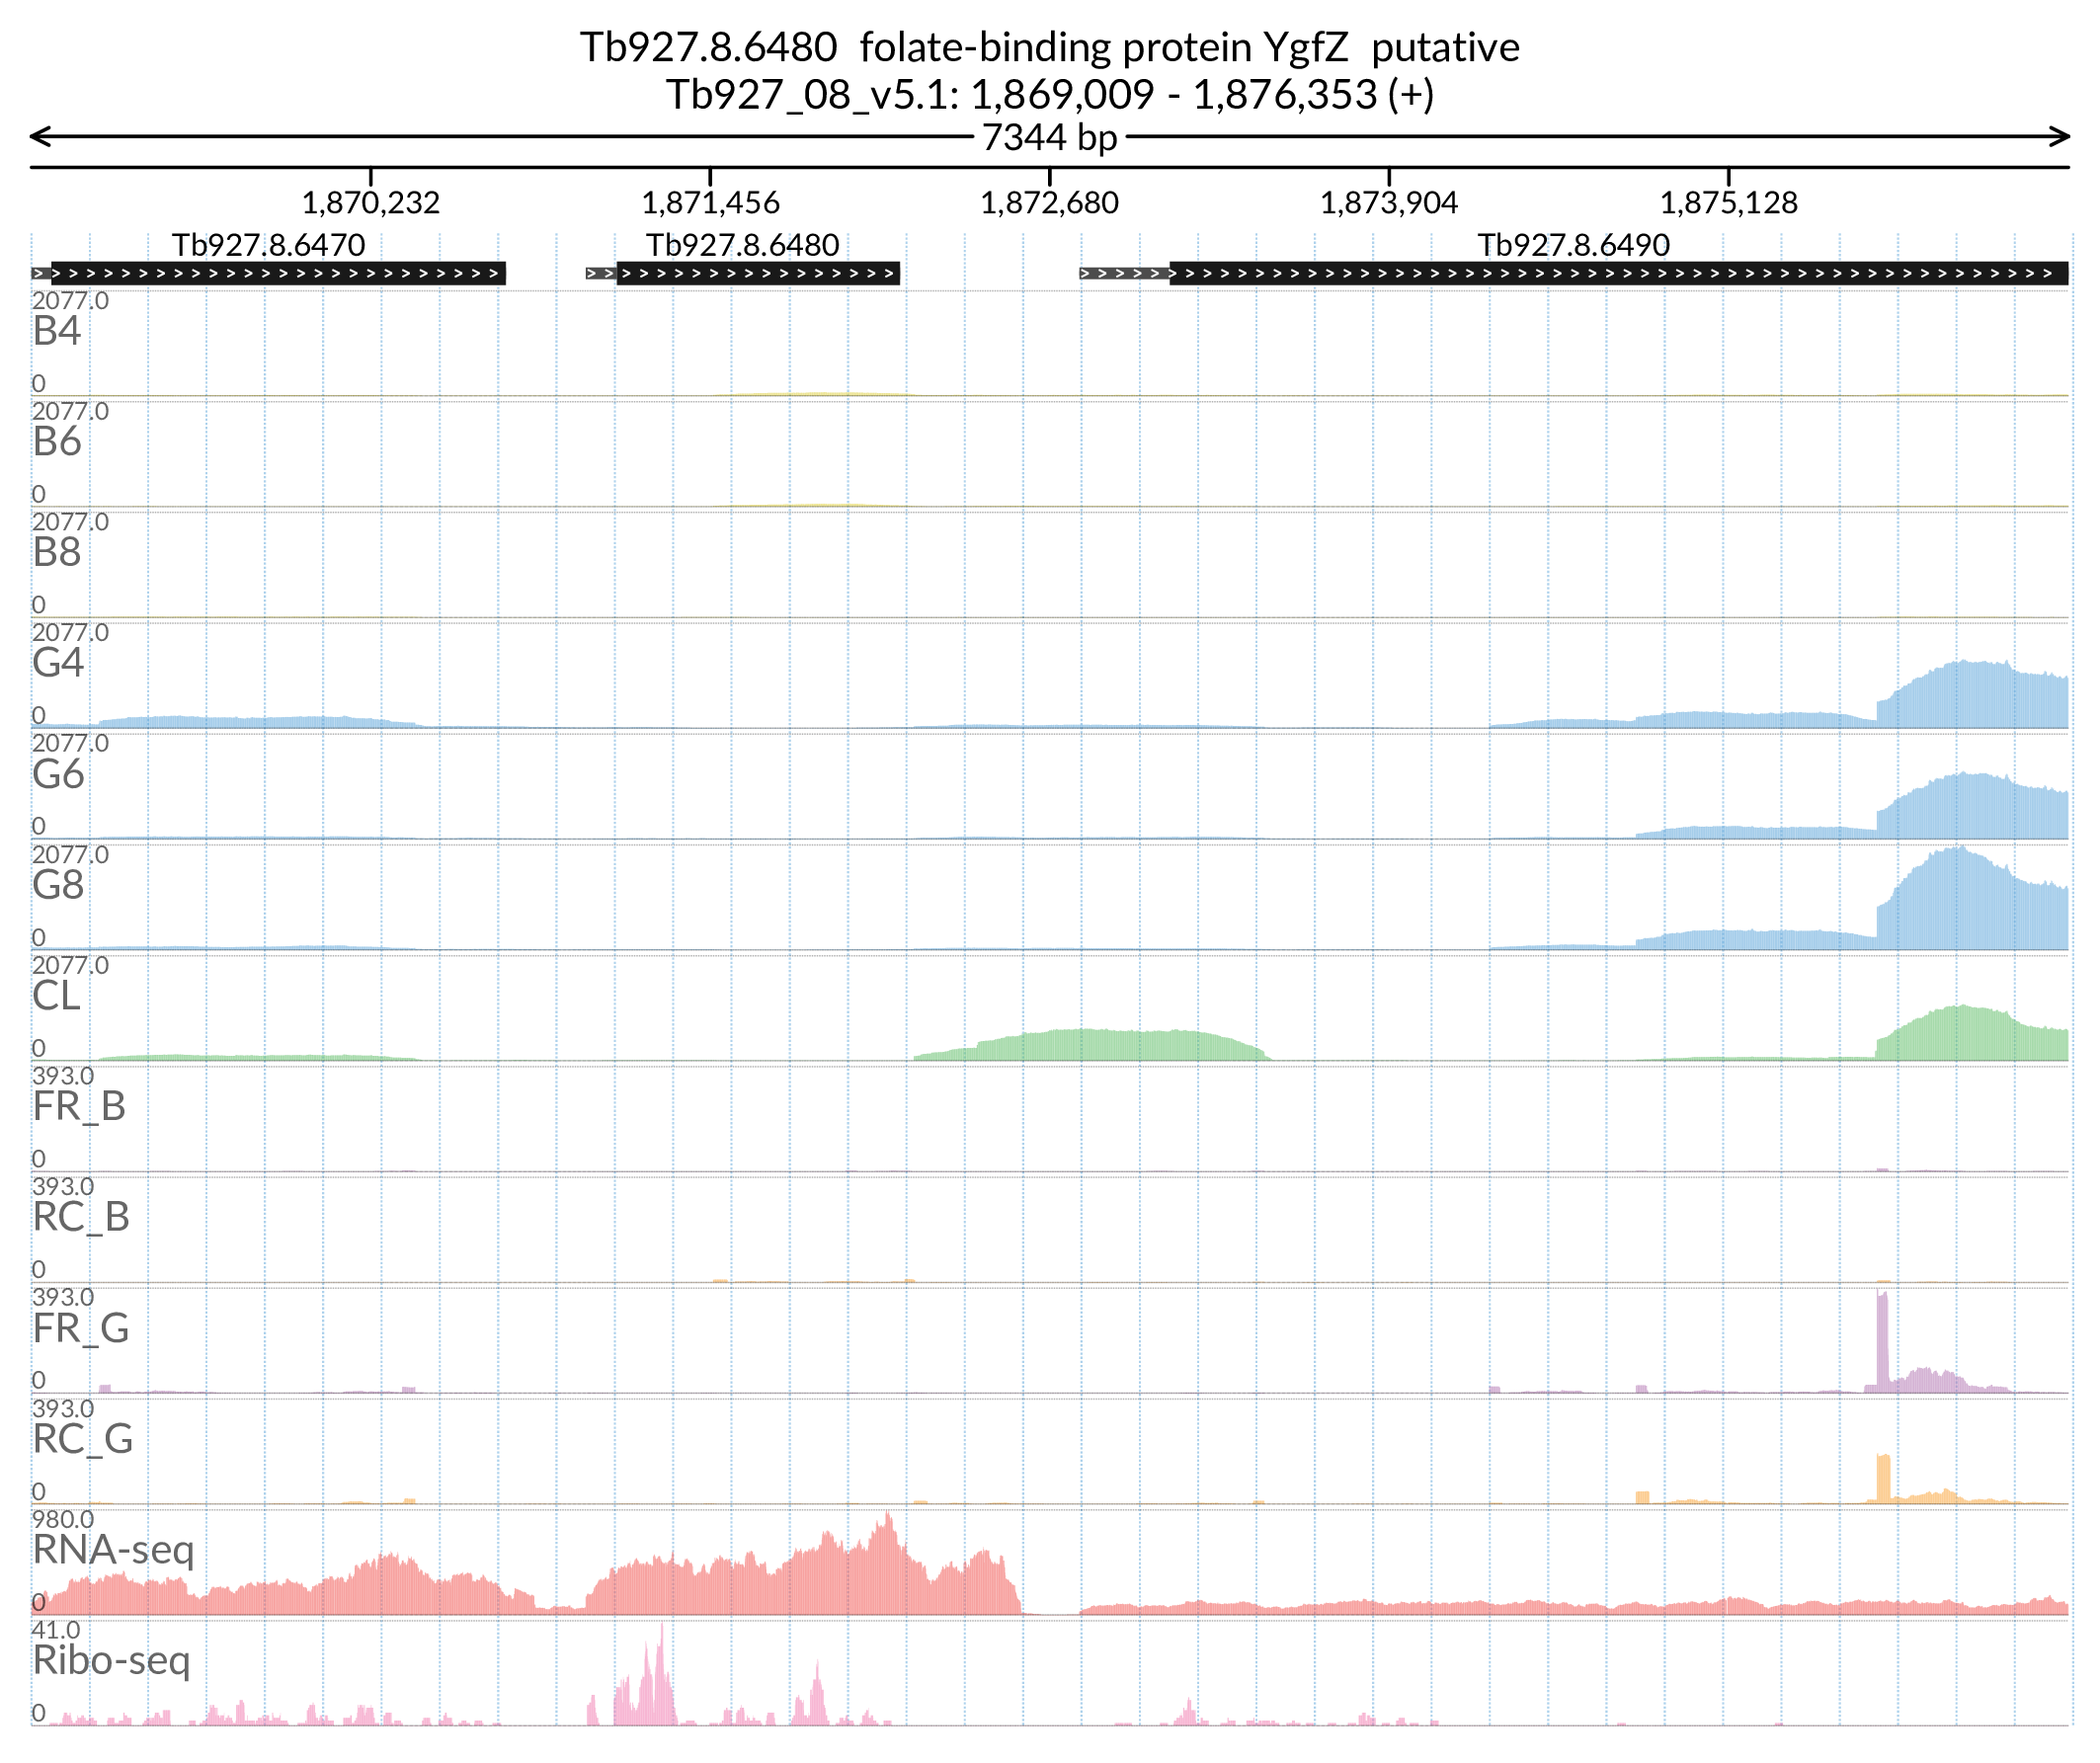 Tb927.8.6480 folate-binding protein YgfZ putative
Tb927_08_v5.1: 1,869,009 - 1,876,353 (+)
7344 bp
1,870,232 1,871,456 1,872,680 1,873,904 1,875,128
Tb927.8.6470 Tb927.8.6480 Tb927.8.6490
2077.0
B4
0
2077.0
B6
0
2077.0
B8
0
2077.0
G4
0
2077.0
G6
0
2077.0
G8
0
2077.0
CL
0
393.0
FR_B
0
393.0
RC_B
0
393.0
FR_G
0
393.0
RC_G
0
980.0
RNA-seq
0
41.0
Ribo-seq
0